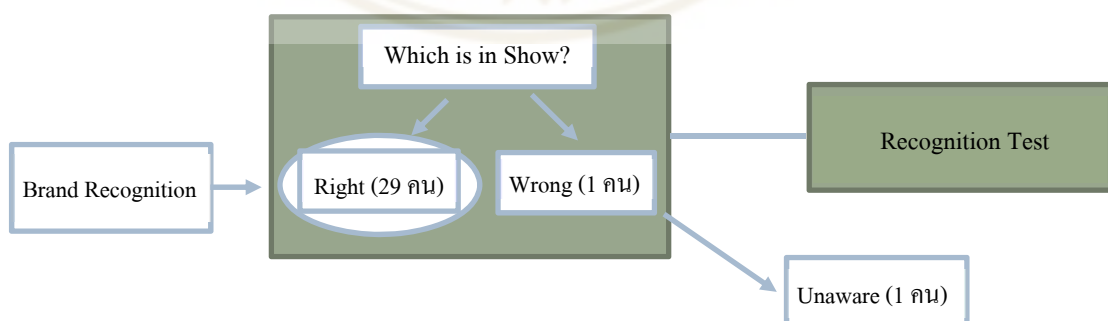 Which is in Show?
Recognition Test
Brand Recognition
Right (29 คน)
Wrong (1 คน)
Unaware (1 คน)